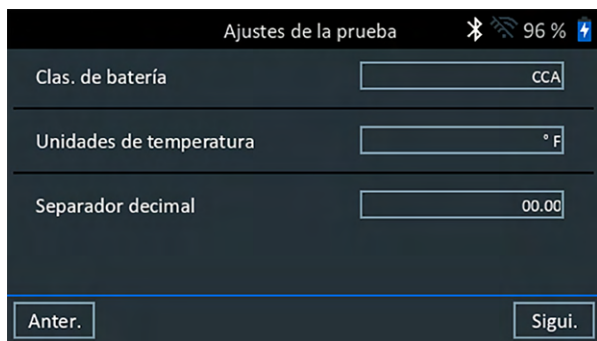 Ajustes de la prueba 96 %
Clas. de batería CCA
Unidades de temperatura ° F
Separador decimal 00.00
Anter. Sigui.